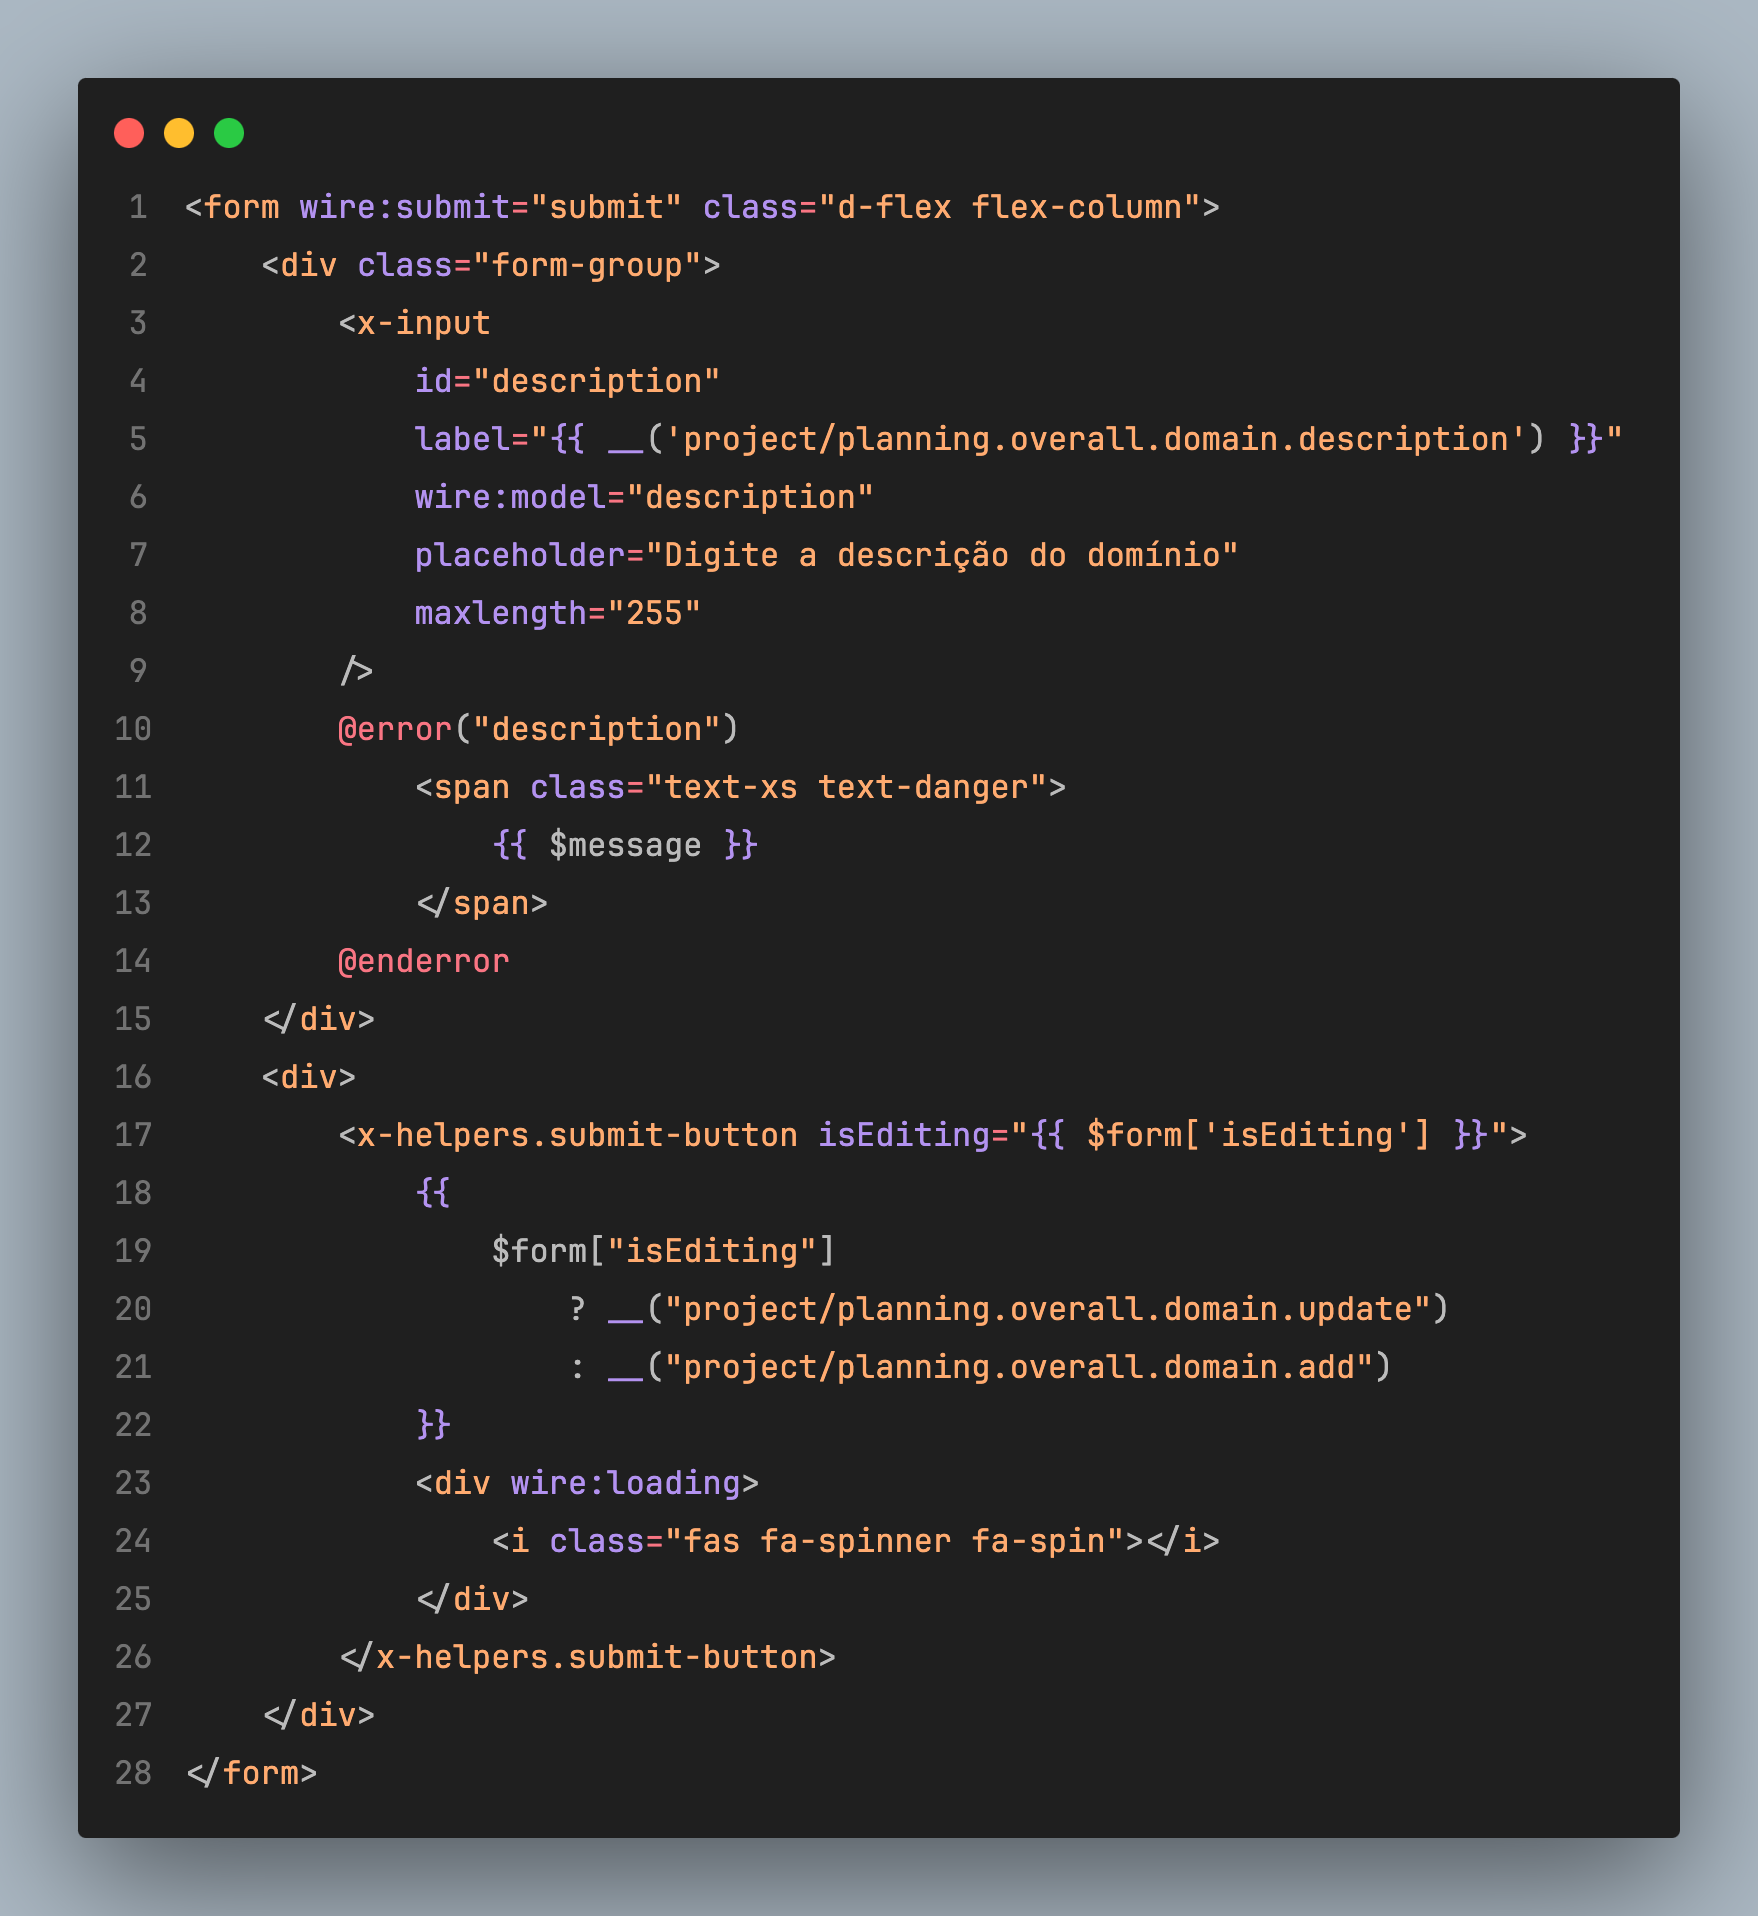 1 <form wire:submit="submit" class="d-flex flex-column">
2     <div class="form-group">
3         <x-input
4             id="description"
5             label="{{ __('project/planning.overall.domain.description') }}"
6             wire:model="description"
7             placeholder="Digite a descrição do domínio"
8             maxlength="255"
9         />
10         @error("description")
11             <span class="text-xs text-danger">
12                 {{ $message }}
13             </span>
14         @enderror
15     </div>
16     <div>
17         <x-helpers.submit-button isEditing="{{ $form['isEditing'] }}">
18             {{
19                 $form["isEditing"]
20                     ? __("project/planning.overall.domain.update")
21                     : __("project/planning.overall.domain.add")
22             }}
23             <div wire:loading>
24                 <i class="fas fa-spinner fa-spin"></i>
25             </div>
26         </x-helpers.submit-button>
27     </div>
28 </form>